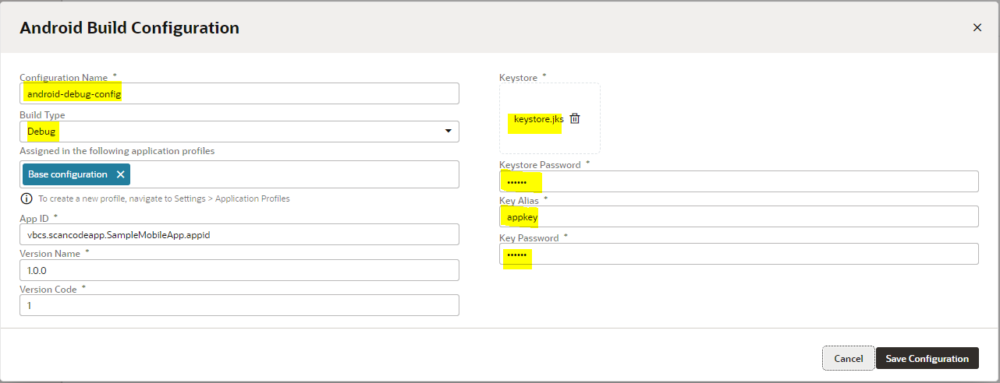 Android Build Configuration
Configuration Name *
android-debug-config
Build Type
Debug
Assigned in the following application profiles
Base configuration
To create a new profile, navigate to Settings > Application Profiles
App ID *
vbcs.scancodeapp.SampleMobileApp.appid
Version Name *
1.0.0
Version Code *
1
Keystore *
keystore.jks
Keystore Password *
••••••
Key Alias *
appkey
Key Password *
••••••
Cancel
Save Configuration